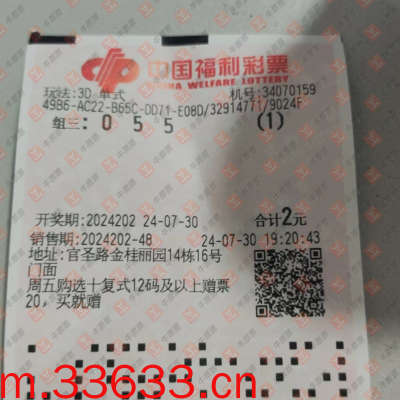 中国福利彩票
CHINA WELFARE LOTTERY
玩法:3D 单式 机号:34070159
49B6-AC22-B65C-DD71-E08D/32914771/9024F
组三: 0 5 5 (1)
开奖期:2024202 24-07-30 合计2元
销售期:2024202-48 24-07-30 19:20:43
地址:官圣路金桂丽园14栋16号
门面
周五购选十复式12码及以上赠票
20,买就赠
m.33633.cn